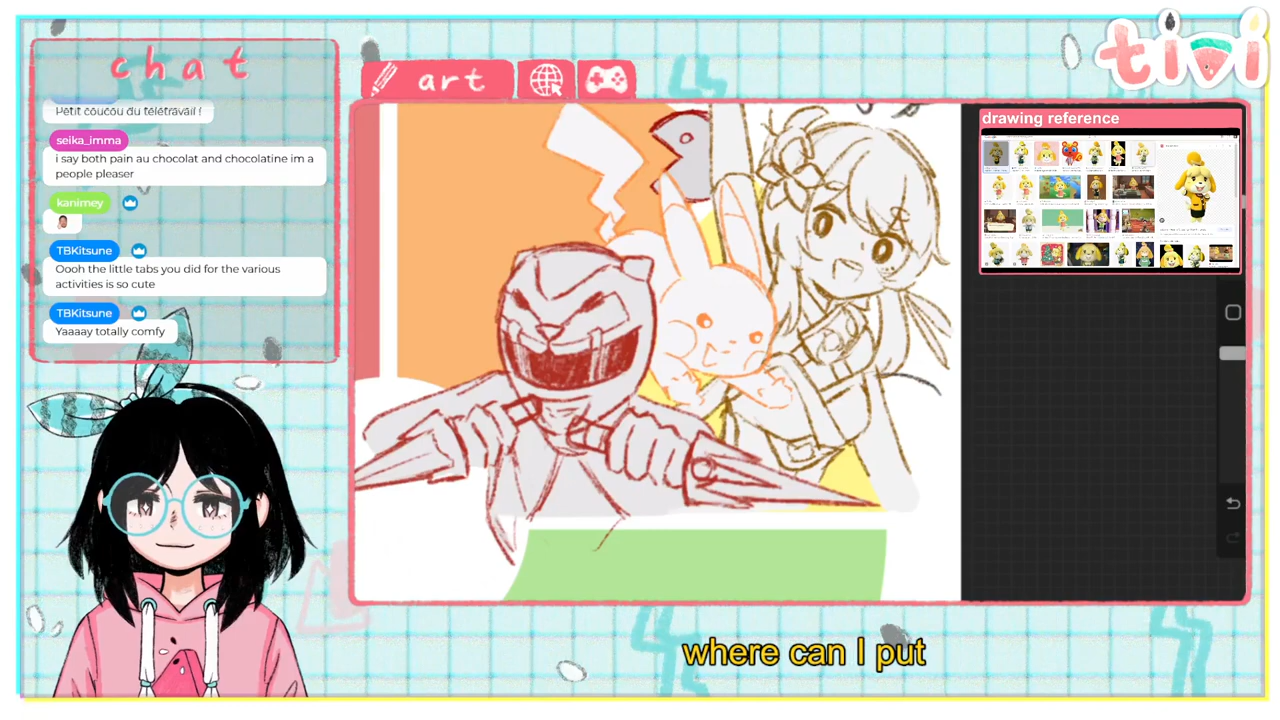 chat
Petit coucou du télétravail !
seika_imma
i say both pain au chocolat and chocolatine im a
people pleaser
kanimey
TBKitsune
Oooh the little tabs you did for the various
activities is so cute
TBKitsune
Yaaaay totally comfy
art
tivi
drawing reference
where can I put